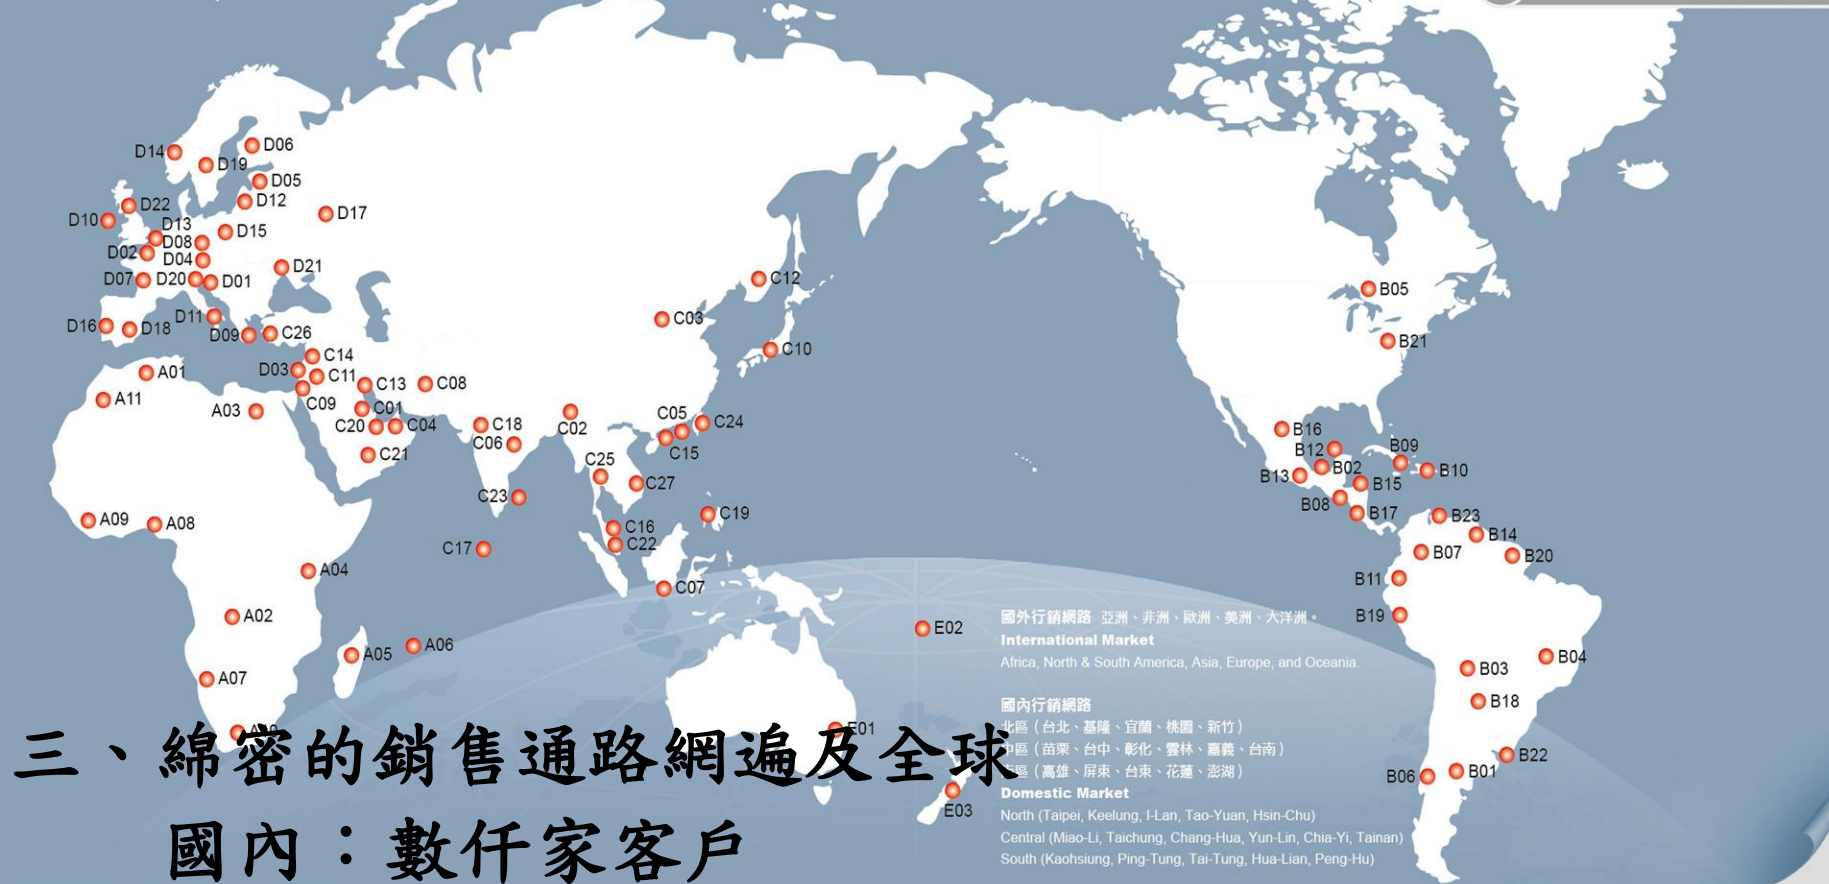 D14
D06
D19
D05
D12
D22
D10
D13
D17
D15
D08
D02
D04
D21
D07
D20
D01
D11
D16
D18
D09
C26
C12
C03
C10
C14
D03
C11
A01
C13
C08
C09
A11
A03
C01
C20
C04
C18
C02
C05
C24
C06
C15
C21
C25
C27
C23
A09
A08
C16
C19
C22
C17
A04
C07
A02
A05
A06
A07
E02
E01
E03
B05
B21
B16
B12
B09
B02
B10
B13
B15
B08
B17
B23
B14
B07
B20
B11
B19
B04
B03
B18
B22
B01
B06
國外行銷網路 亞洲、非洲、歐洲、美洲、大洋洲。
International Market
Africa, North & South America, Asia, Europe, and Oceania.
國內行銷網路
北區(台北、基隆、宜蘭、桃園、新竹)
中區(苗栗、台中、彰化、雲林、嘉義、台南)
區(高雄、屏東、台東、花蓮、澎湖)
Domestic Market
North (Taipei, Keelung, I-Lan, Tao-Yuan, Hsin-Chu)
Central (Miao-Li, Taichung, Chang-Hua, Yun-Lin, Chia-Yi, Tainan)
South (Kaohsiung, Ping-Tung, Tai-Tung, Hua-Lian, Peng-Hu)
三、綿密的銷售通路網遍及全球
國內：數仟家客戶